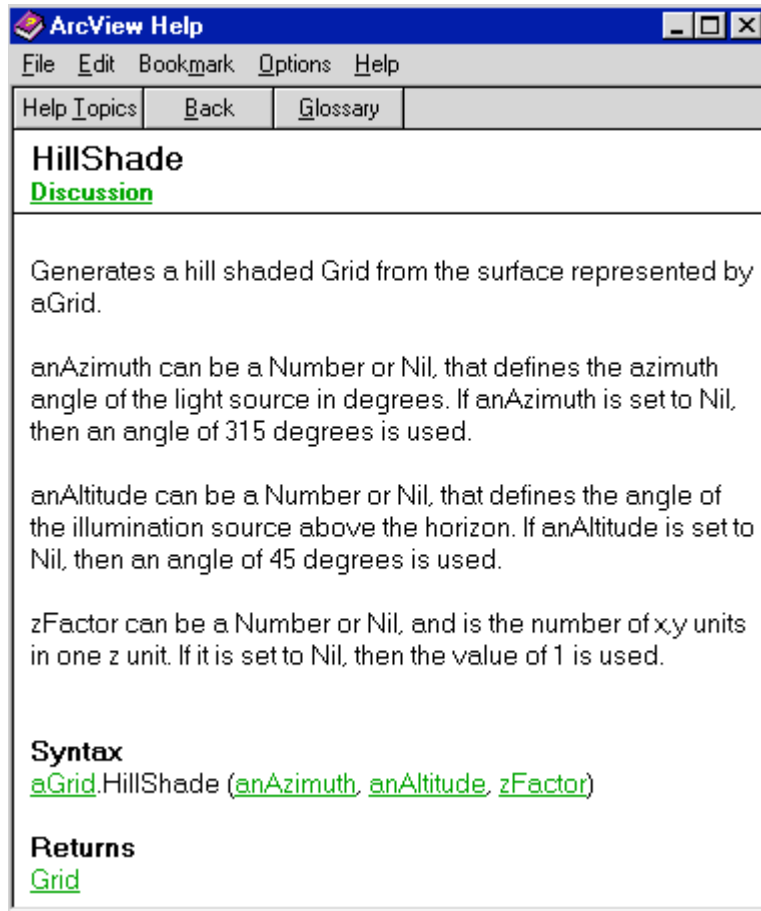 ArcView Help
File Edit Bookmark Options Help
Help Topics Back Glossary
HillShade
Discussion
Generates a hill shaded Grid from the surface represented by
aGrid.
anAzimuth can be a Number or Nil, that defines the azimuth
angle of the light source in degrees. If anAzimuth is set to Nil,
then an angle of 315 degrees is used.
anAltitude can be a Number or Nil, that defines the angle of
the illumination source above the horizon. If anAltitude is set to
Nil, then an angle of 45 degrees is used.
zFactor can be a Number or Nil, and is the number of x,y units
in one z unit. If it is set to Nil, then the value of 1 is used.
Syntax
aGrid.HillShade (anAzimuth, anAltitude, zFactor)
Returns
Grid